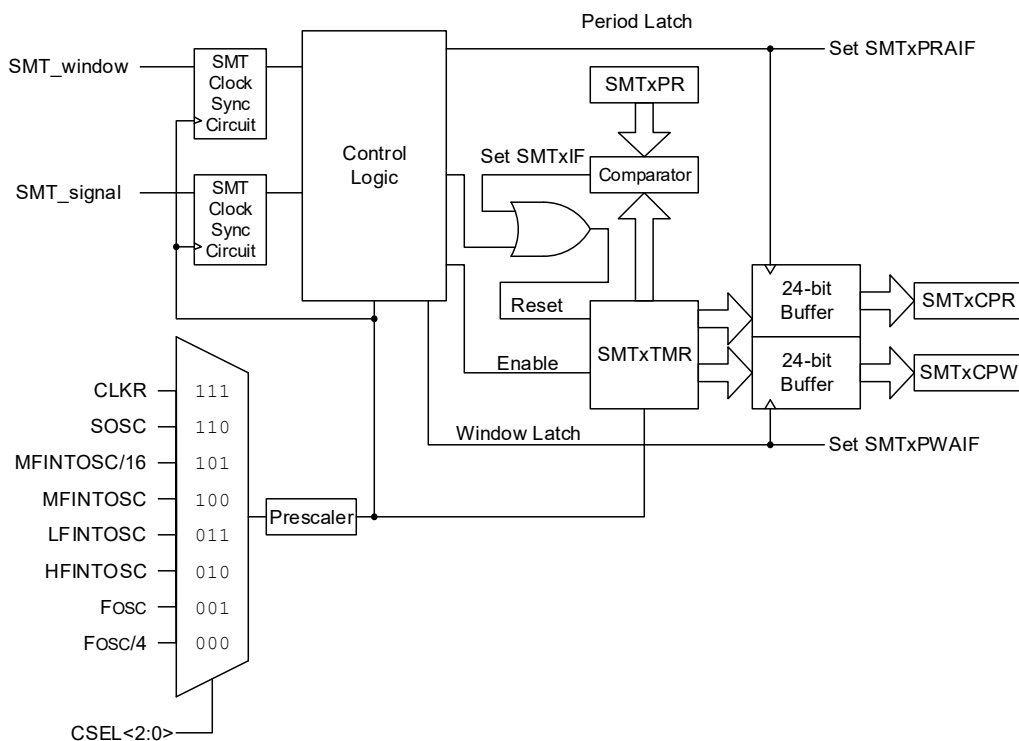 Period Latch
Set SMTxPRAIF
SMT_window
SMT
Clock
Sync
Circuit
Control
Logic
SMTxPR
Set SMTxIF
Comparator
SMT_signal
SMT
Clock
Sync
Circuit
Reset
SMTxTMR
24-bit
Buffer
SMTxCPR
Enable
24-bit
Buffer
SMTxCPW
Window Latch
Set SMTxPWAIF
CLKR 111
SOSC 110
MFINTOSC/16 101
MFINTOSC 100
Prescaler
LFINTOSC 011
HFINTOSC 010
FOSC 001
FOSC/4 000
CSEL<2:0>